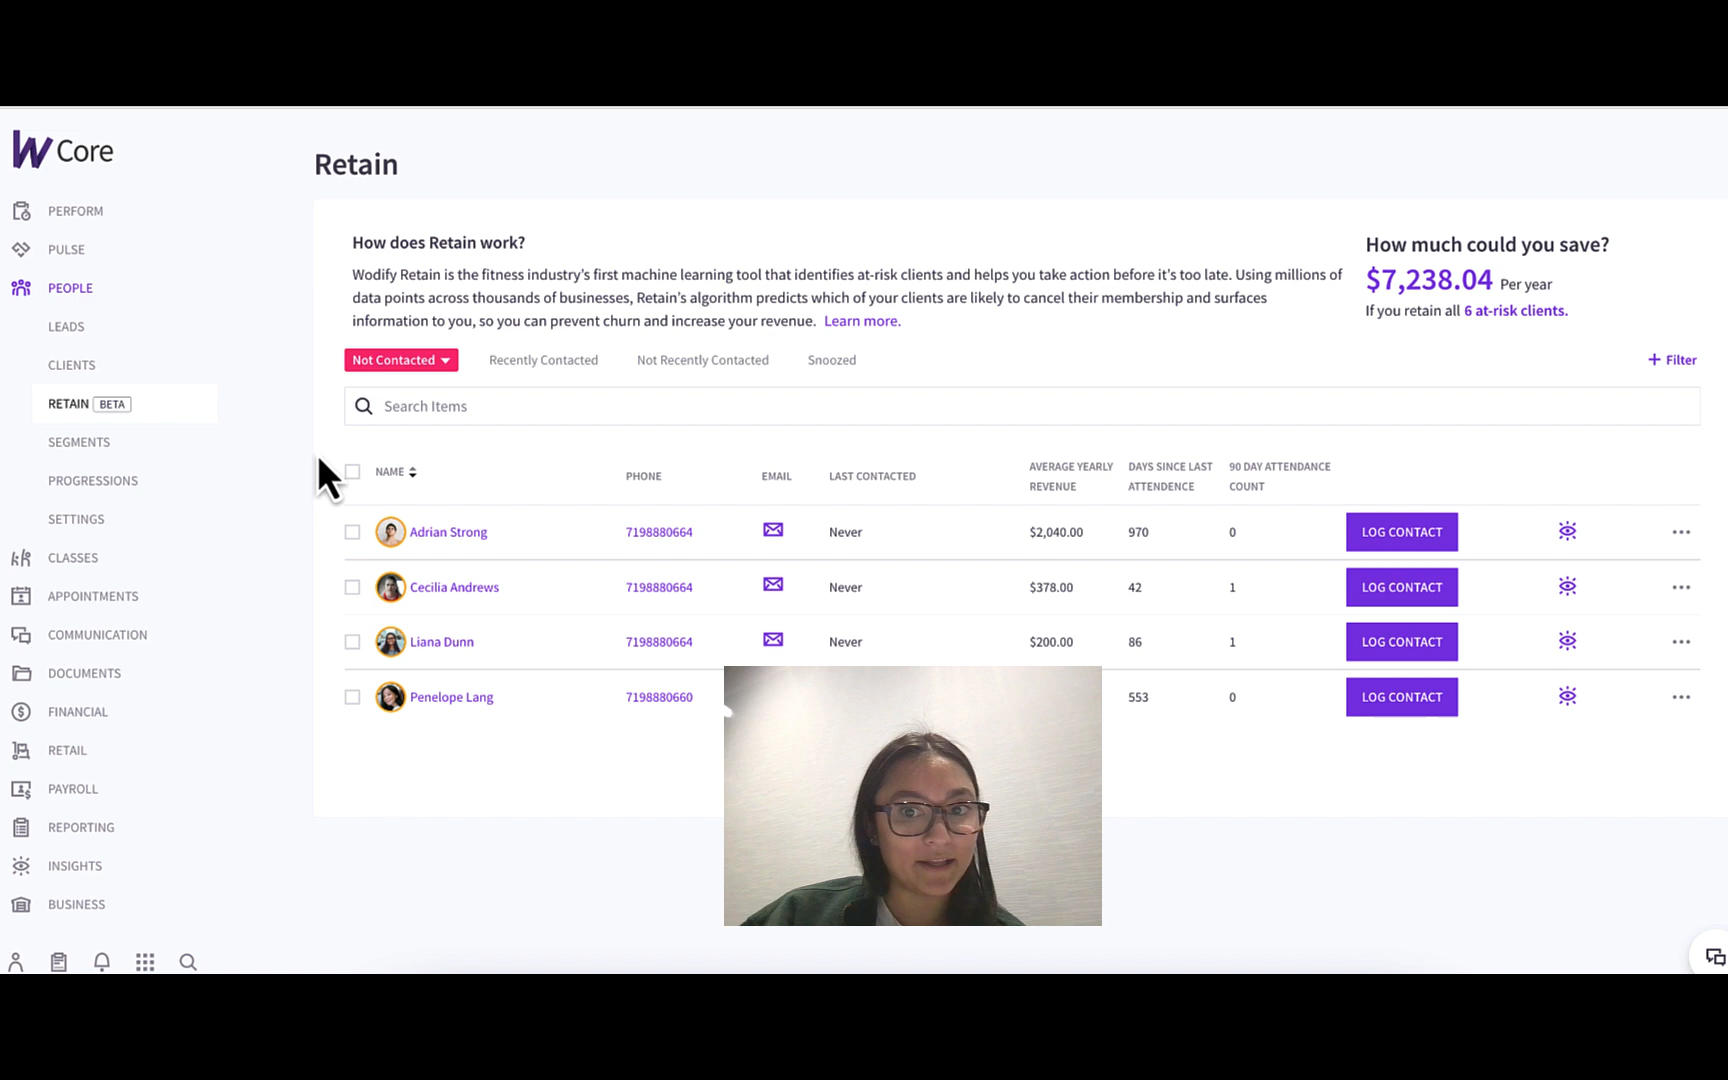 W Core
PERFORM
PULSE
PEOPLE
LEADS
CLIENTS
RETAIN BETA
SEGMENTS
PROGRESSIONS
SETTINGS
CLASSES
APPOINTMENTS
COMMUNICATION
DOCUMENTS
FINANCIAL
RETAIL
PAYROLL
REPORTING
INSIGHTS
BUSINESS
Retain
How does Retain work?
Wodify Retain is the fitness industry's first machine learning tool that identifies at-risk clients and helps you take action before it's too late. Using millions of
data points across thousands of businesses, Retain's algorithm predicts which of your clients are likely to cancel their membership and surfaces
information to you, so you can prevent churn and increase your revenue. Learn more.
How much could you save?
$7,238.04 Per year
If you retain all 6 at-risk clients.
Not Contacted Recently Contacted Not Recently Contacted Snoozed + Filter
Search Items
NAME PHONE EMAIL LAST CONTACTED AVERAGE YEARLY REVENUE DAYS SINCE LAST ATTENDENCE 90 DAY ATTENDANCE COUNT
Adrian Strong 7198880664 Never $2,040.00 970 0 LOG CONTACT
Cecilia Andrews 7198880664 Never $378.00 42 1 LOG CONTACT
Liana Dunn 7198880664 Never $200.00 86 1 LOG CONTACT
Penelope Lang 7198880660 553 0 LOG CONTACT